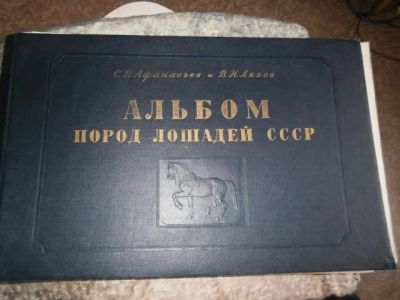 С. В. Афанасьев и В. Н. Ляхов
АЛЬБОМ
ПОРОД ЛОШАДЕЙ СССР